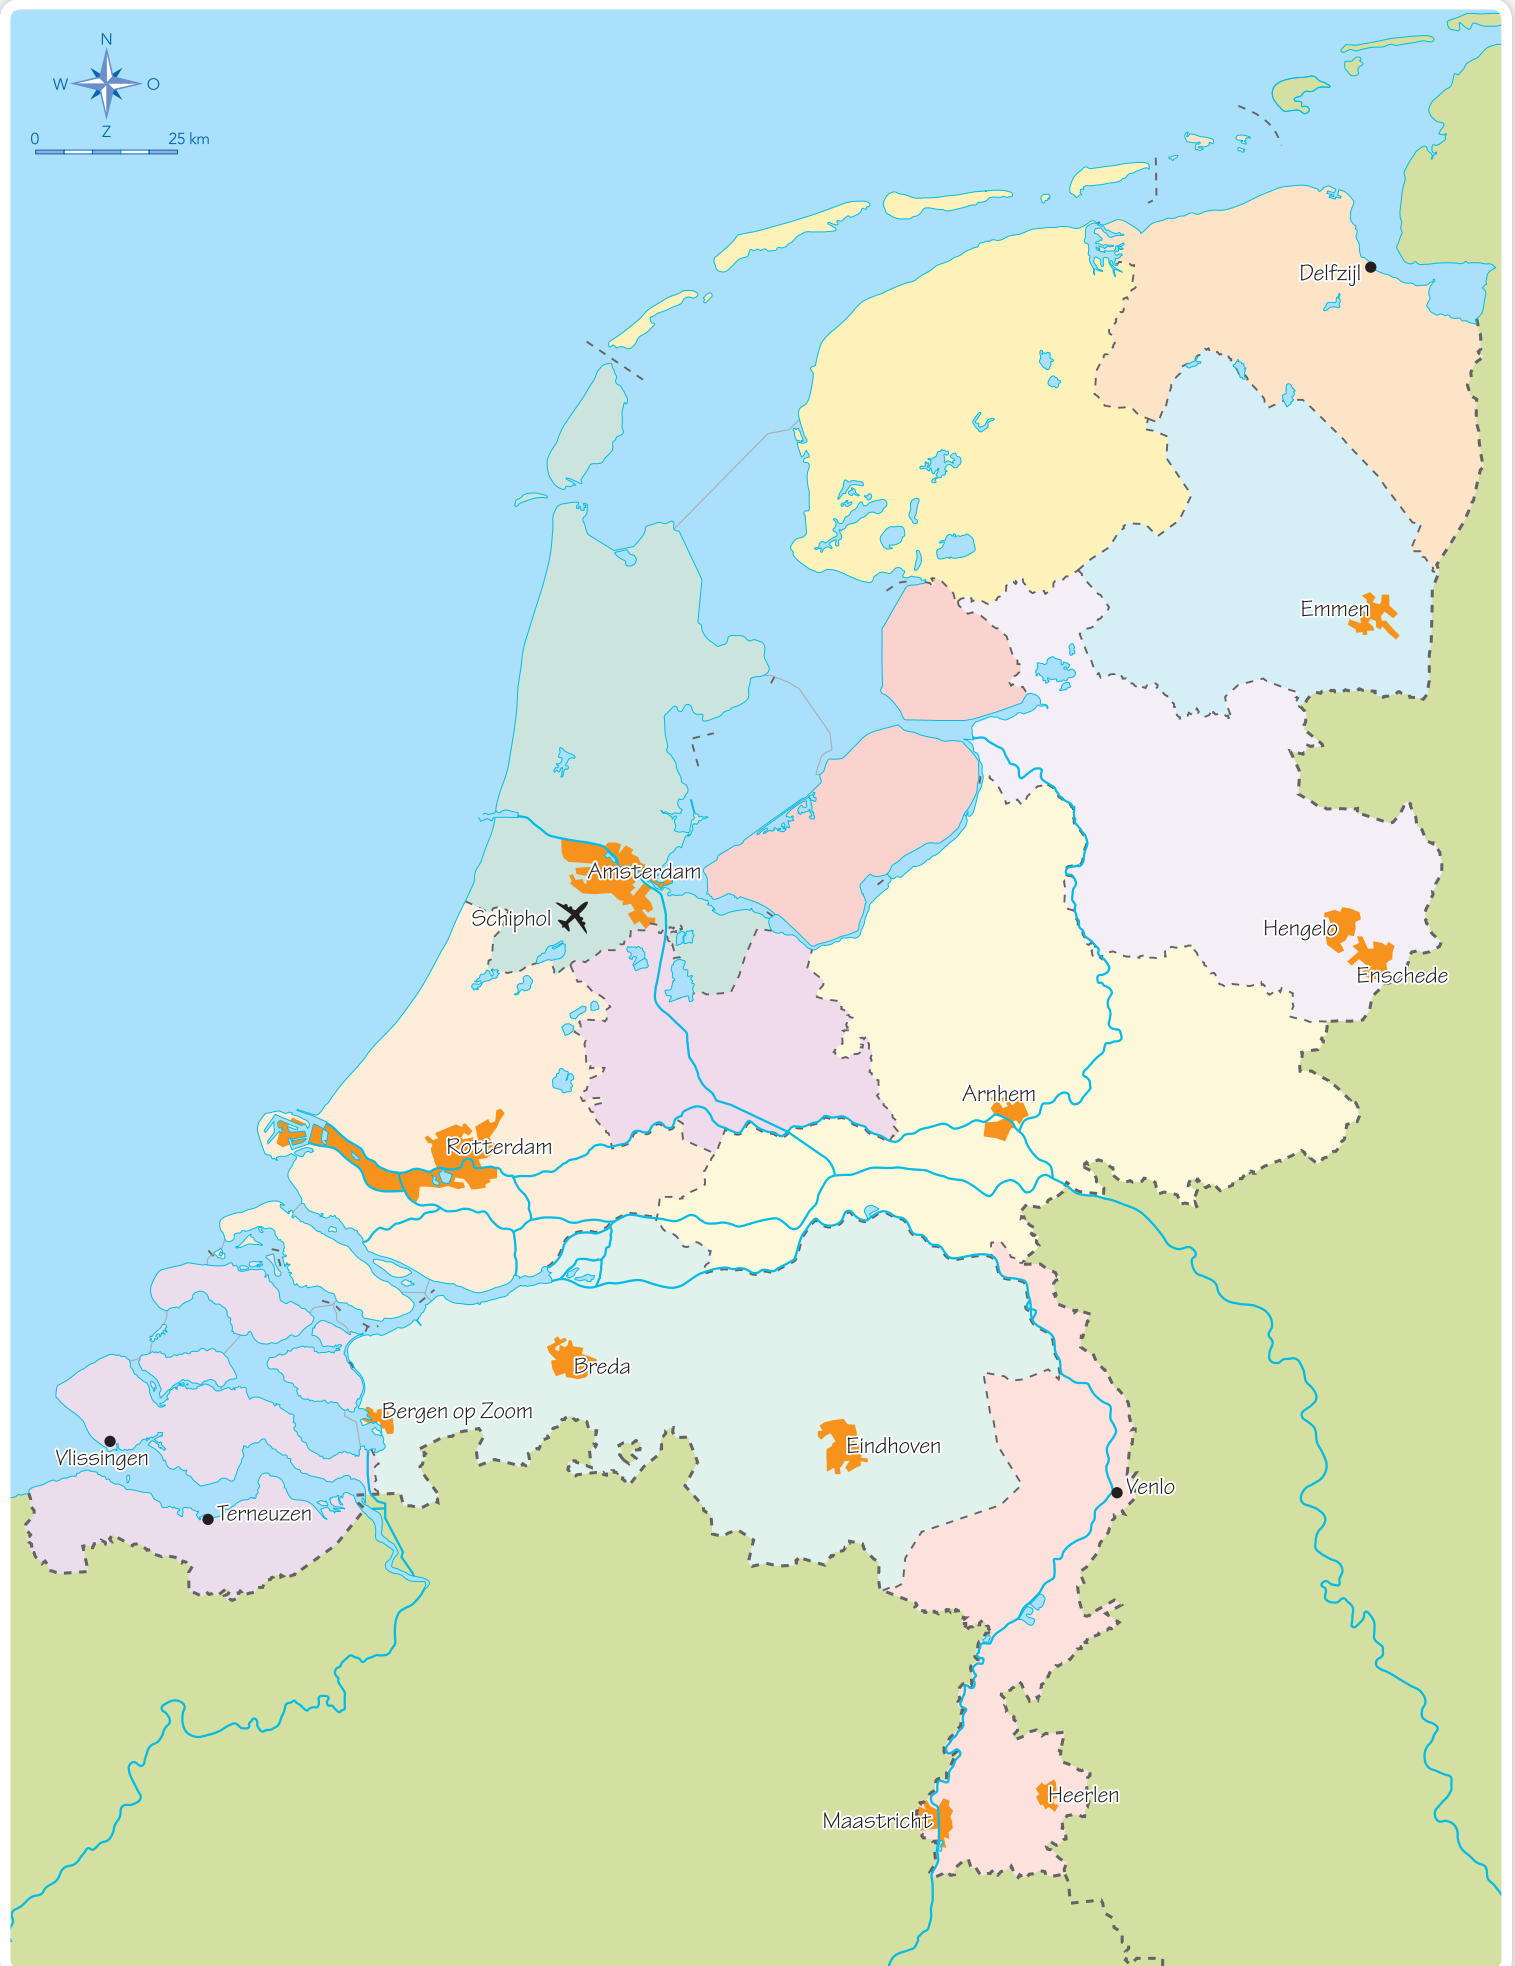 N
W
O
Z
0
25 km
Delfzijl
Emmen
Amsterdam
Schiphol
Hengelo
Enschede
Arnhem
Rotterdam
Breda
Bergen op Zoom
Eindhoven
Vlissingen
Venlo
Terneuzen
Heerlen
Maastricht